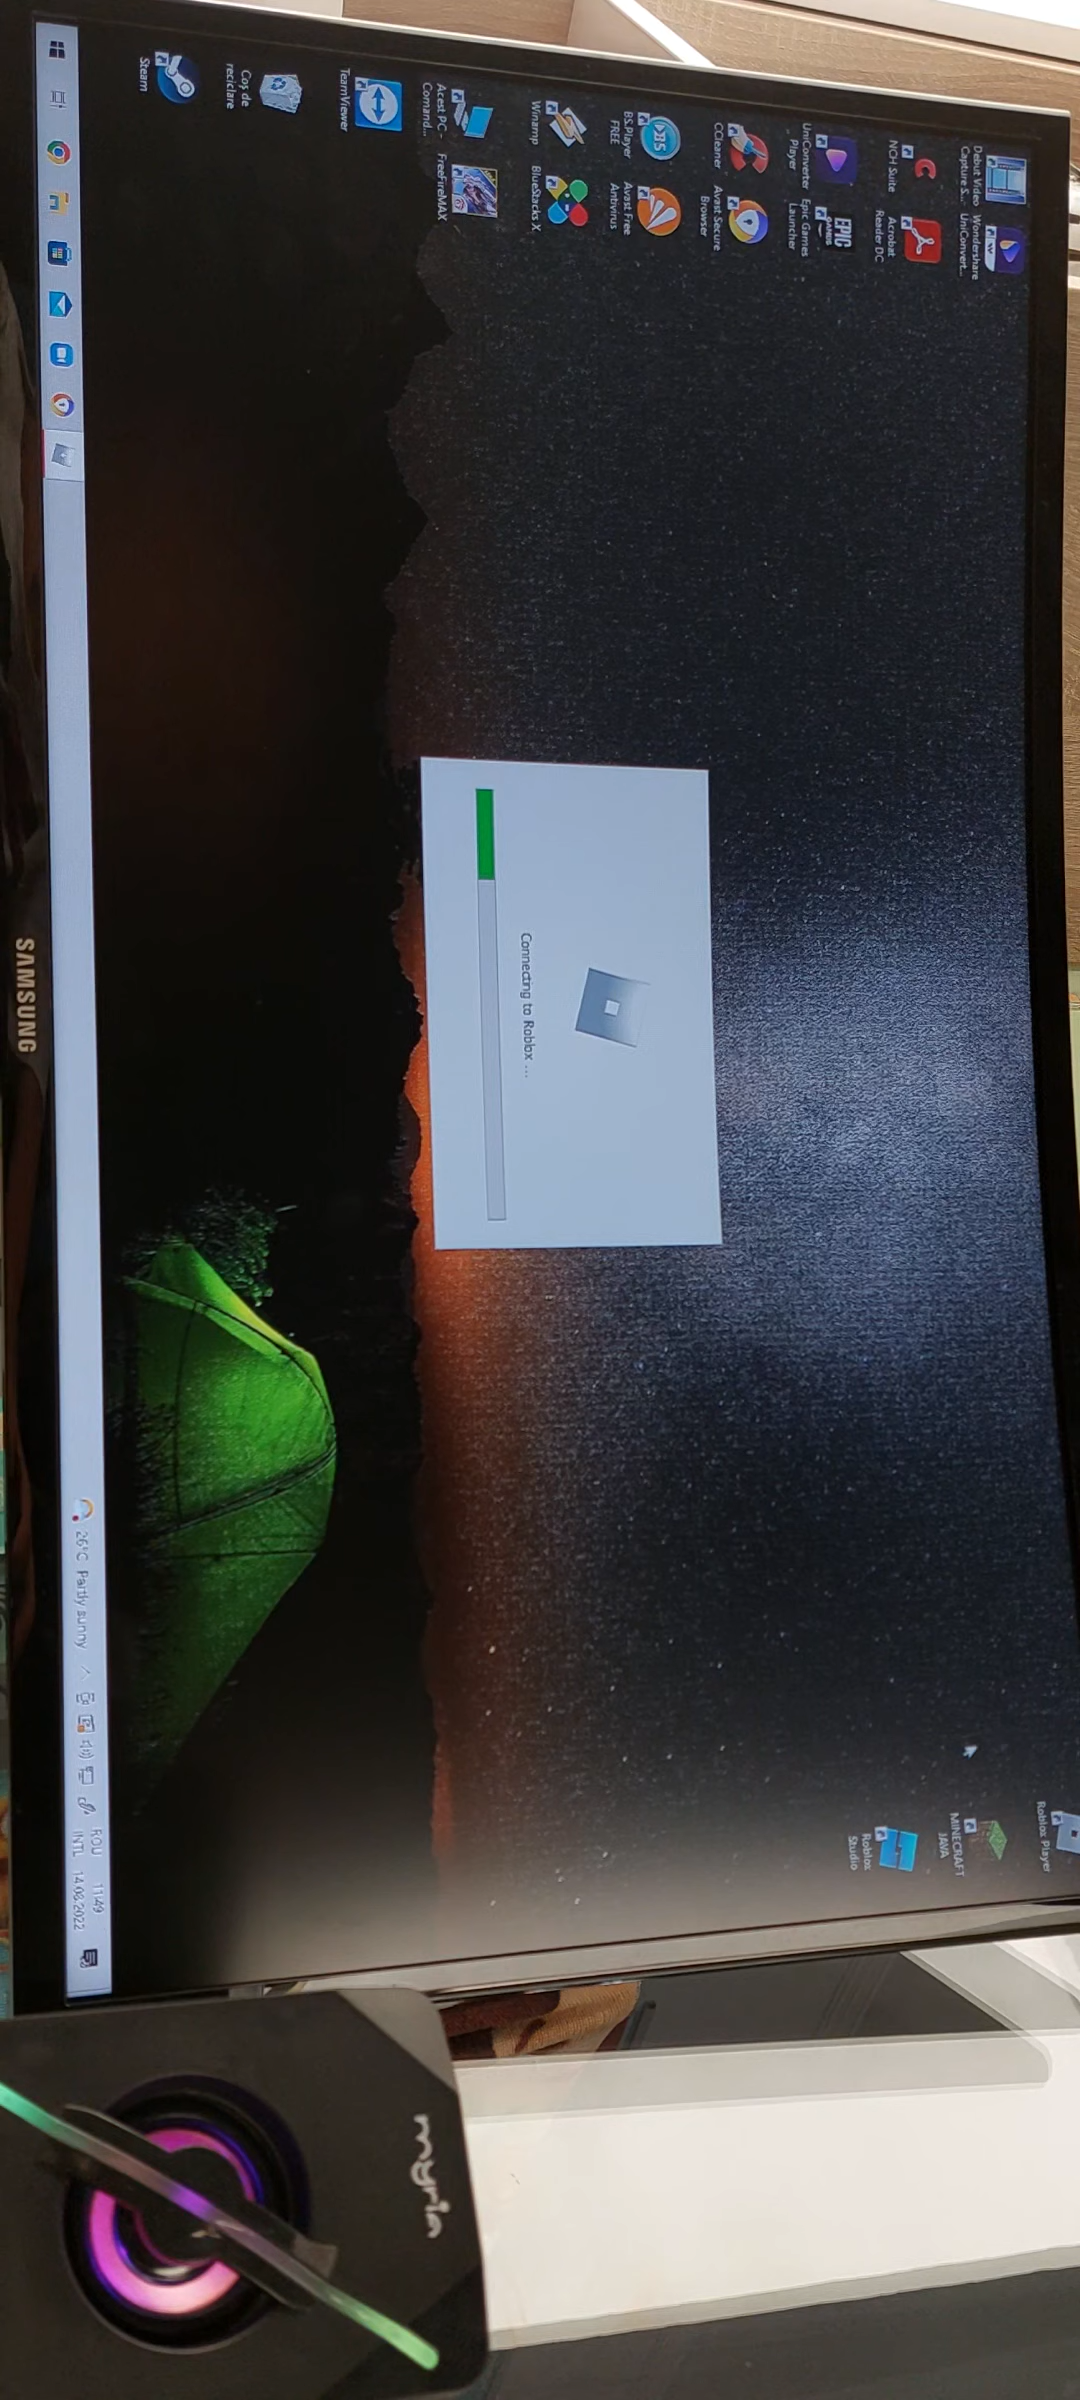 Connecting to Roblox ...
Debut Video
Capture S...
Wondershare
UniConvert...
NCH Suite
Acrobat
Reader DC
UniConverter
Player
EPIC
GAMES
Epic Games
Launcher
CCleaner
Avast Secure
Browser
BS
BS.Player
FREE
Avast Free
Antivirus
Winamp
BlueStacks X
Acest PC -
Comand...
FreeFireMAX
TeamViewer
Coș de
reciclare
Steam
Roblox Player
MINECRAFT
JAVA
Roblox
Studio
26°C Partly sunny
ROU
INTL
11:49
14.08.2022
SAMSUNG
myria